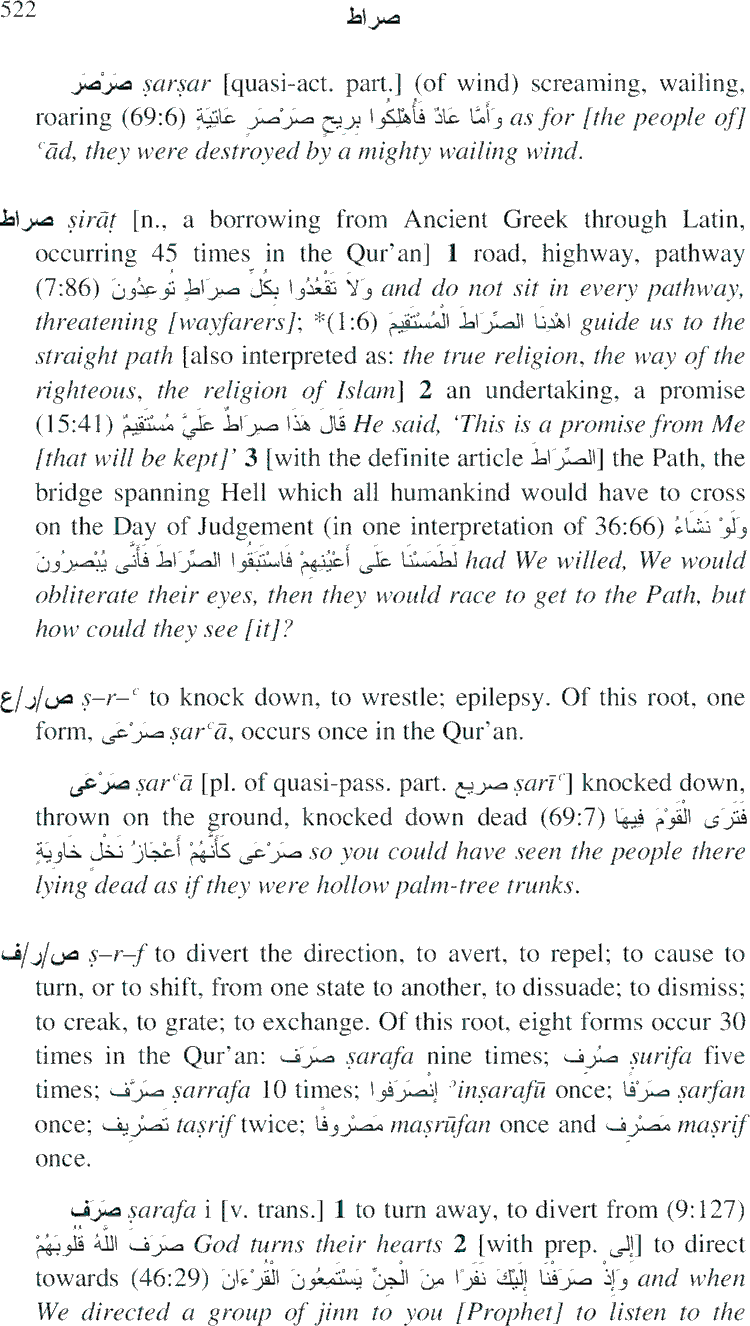 522
صراط
صَرْصَر ṣarṣar [quasi-act. part.] (of wind) screaming, wailing,
roaring (69:6) وَأَمَّا عَادٌ فَأُهْلِكُوا بِرِيحٍ صَرْصَرٍ عَاتِيَةٍ as for [the people of]
ʿād, they were destroyed by a mighty wailing wind.
صراط ṣirāṭ [n., a borrowing from Ancient Greek through Latin,
occurring 45 times in the Qur'an] 1 road, highway, pathway
(7:86) وَلَا تَقْعُدُوا بِكُلِّ صِرَاطٍ تُوعِدُونَ and do not sit in every pathway,
threatening [wayfarers]; *(1:6) اهْدِنَا الصِّرَاطَ الْمُسْتَقِيمَ guide us to the
straight path [also interpreted as: the true religion, the way of the
righteous, the religion of Islam] 2 an undertaking, a promise
(15:41) قَالَ هَذَا صِرَاطٌ عَلَيَّ مُسْتَقِيمٌ He said, ‘This is a promise from Me
[that will be kept]’ 3 [with the definite article الصِّرَاطَ] the Path, the
bridge spanning Hell which all humankind would have to cross
on the Day of Judgement (in one interpretation of 36:66) وَلَوْ نَشَاءُ
لَطَمَسْنَا عَلَى أَعْيُنِهِمْ فَاسْتَبَقُوا الصِّرَاطَ فَأَنَّى يُبْصِرُونَ had We willed, We would
obliterate their eyes, then they would race to get to the Path, but
how could they see [it]?
ص/ر/ع ṣ–r–ʿ to knock down, to wrestle; epilepsy. Of this root, one
form, صَرْعَى ṣarʿā, occurs once in the Qur'an.
صَرْعَى ṣarʿā [pl. of quasi-pass. part. صريع ṣarīʿ] knocked down,
thrown on the ground, knocked down dead (69:7) فَتَرَى الْقَوْمَ فِيهَا
صَرْعَى كَأَنَّهُمْ أَعْجَازُ نَخْلٍ خَاوِيَةٍ so you could have seen the people there
lying dead as if they were hollow palm-tree trunks.
ص/ر/ف ṣ–r–f to divert the direction, to avert, to repel; to cause to
turn, or to shift, from one state to another, to dissuade; to dismiss;
to creak, to grate; to exchange. Of this root, eight forms occur 30
times in the Qur'an: صَرَف ṣarafa nine times; صُرِف ṣurifa five
times; صَرَّف ṣarrafa 10 times; إنْصَرَفوا ʾinṣarafū once; صَرْفًا ṣarfan
once; تَصْرِيف taṣrif twice; مَصْروفًا maṣrūfan once and مَصْرِف maṣrif
once.
صَرَف ṣarafa i [v. trans.] 1 to turn away, to divert from (9:127)
صَرَفَ اللَّهُ قُلُوبَهُمْ God turns their hearts 2 [with prep. إلى] to direct
towards (46:29) وَإِذْ صَرَفْنَا إِلَيْكَ نَفَرًا مِنَ الْجِنِّ يَسْتَمِعُونَ الْقُرْءَانَ and when
We directed a group of jinn to you [Prophet] to listen to the